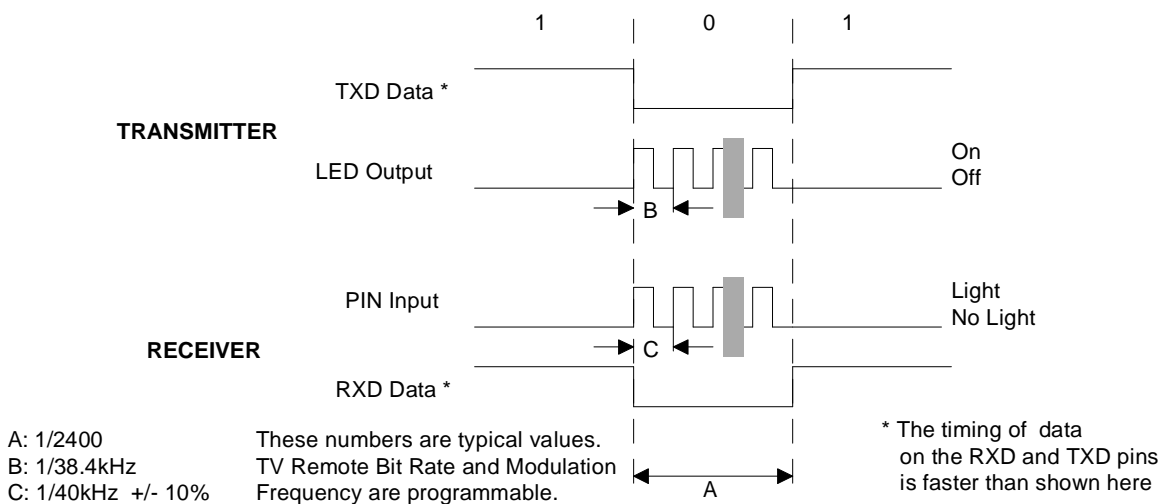 1 0 1
TXD Data *
TRANSMITTER
LED Output
On
Off
B
PIN Input
Light
No Light
RECEIVER
C
RXD Data *
A: 1/2400
B: 1/38.4kHz
C: 1/40kHz +/- 10%
These numbers are typical values.
TV Remote Bit Rate and Modulation
Frequency are programmable.
A
* The timing of data
on the RXD and TXD pins
is faster than shown here